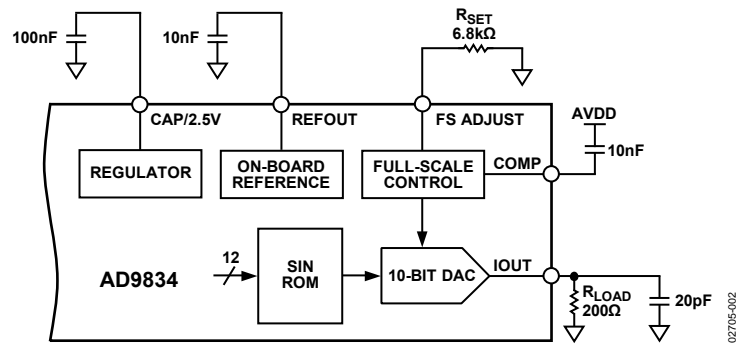 100nF
10nF
RSET
6.8kΩ
CAP/2.5V
REFOUT
FS ADJUST
AVDD
REGULATOR
ON-BOARD
REFERENCE
FULL-SCALE
CONTROL
COMP
10nF
AD9834
12
SIN
ROM
10-BIT DAC
IOUT
RLOAD
200Ω
20pF
02705-002